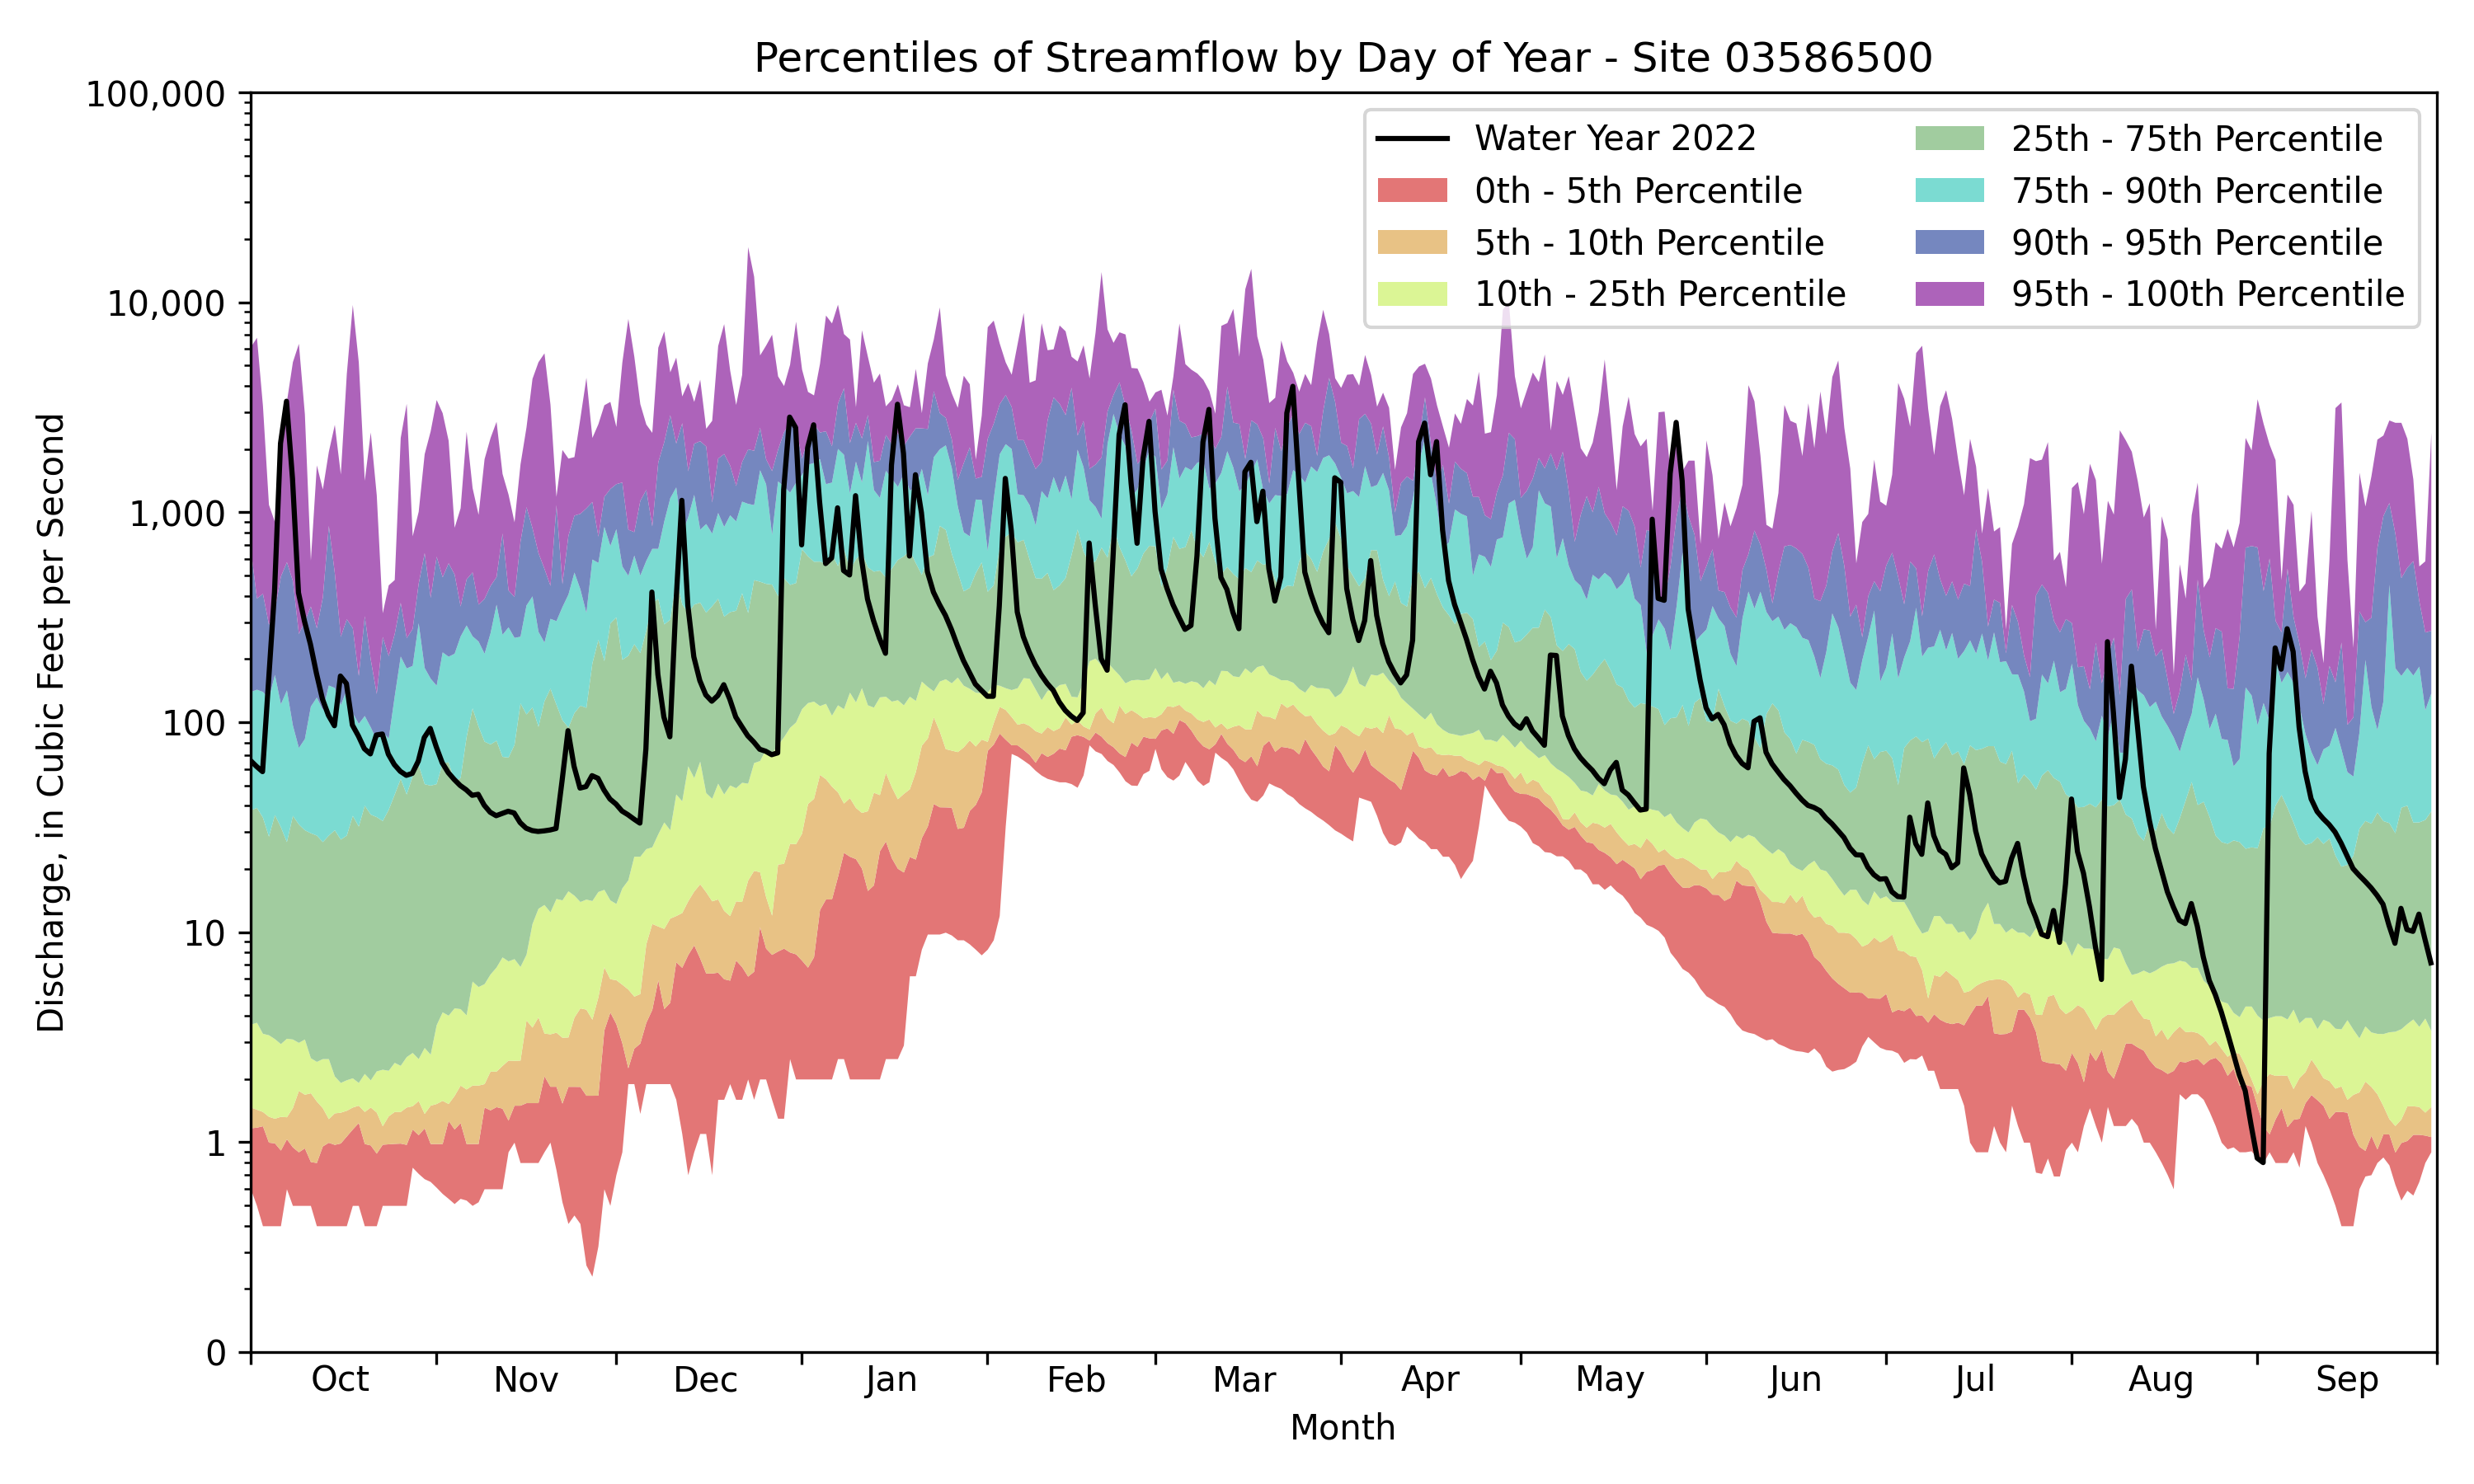 Percentiles of Streamflow by Day of Year - Site 03586500
100,000
10,000
1,000
100
10
1
0
Discharge, in Cubic Feet per Second
Water Year 2022
0th - 5th Percentile
5th - 10th Percentile
10th - 25th Percentile
25th - 75th Percentile
75th - 90th Percentile
90th - 95th Percentile
95th - 100th Percentile
Oct Nov Dec Jan Feb Mar Apr May Jun Jul Aug Sep
Month